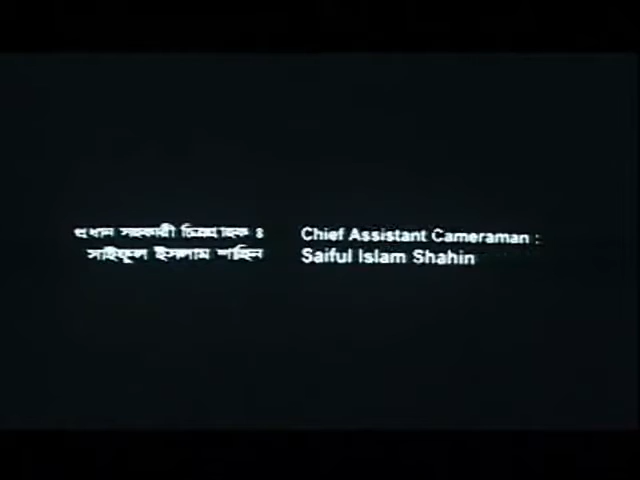 প্রধান সহকারী চিত্রগ্রাহক ঃ
সাইফুল ইসলাম শাহিন
Chief Assistant Cameraman :
Saiful Islam Shahin